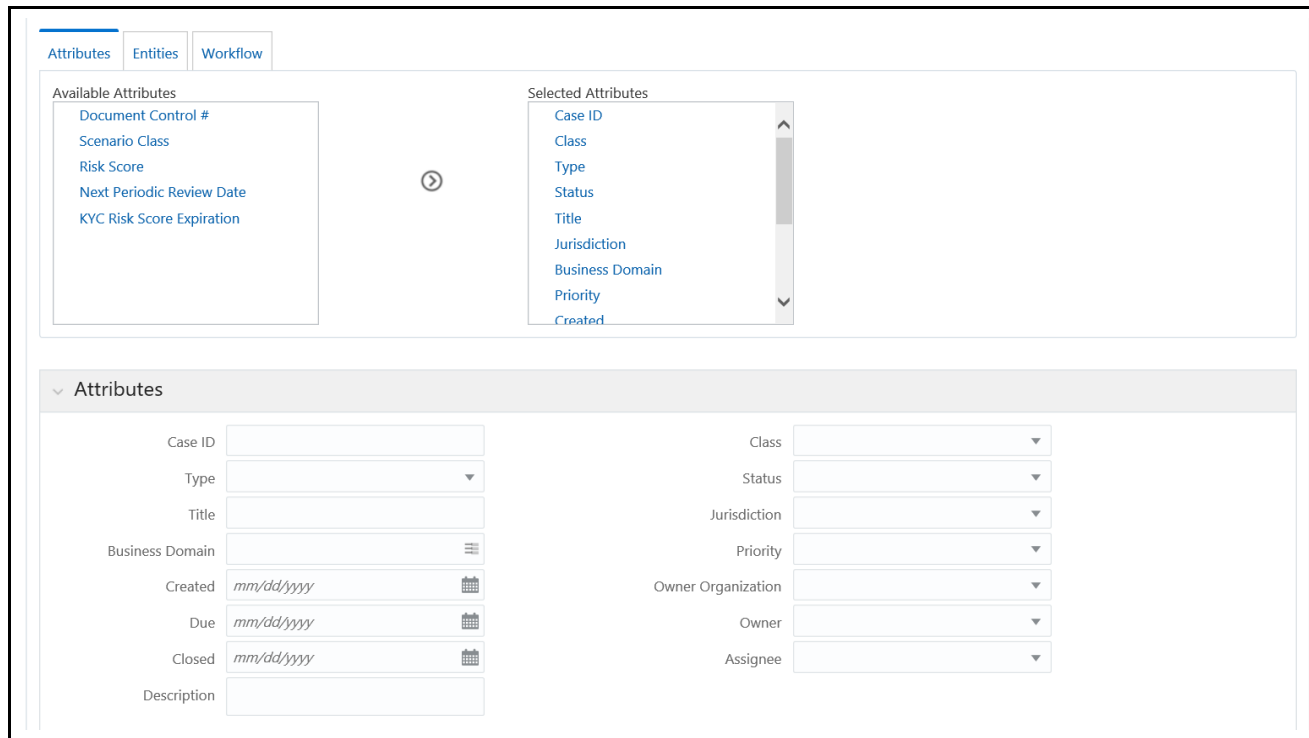 Attributes Entities Workflow
Available Attributes
Document Control #
Scenario Class
Risk Score
Next Periodic Review Date
KYC Risk Score Expiration
Selected Attributes
Case ID
Class
Type
Status
Title
Jurisdiction
Business Domain
Priority
Created
Attributes
Case ID
Class
Type
Status
Title
Jurisdiction
Business Domain
Priority
Created mm/dd/yyyy
Owner Organization
Due mm/dd/yyyy
Owner
Closed mm/dd/yyyy
Assignee
Description